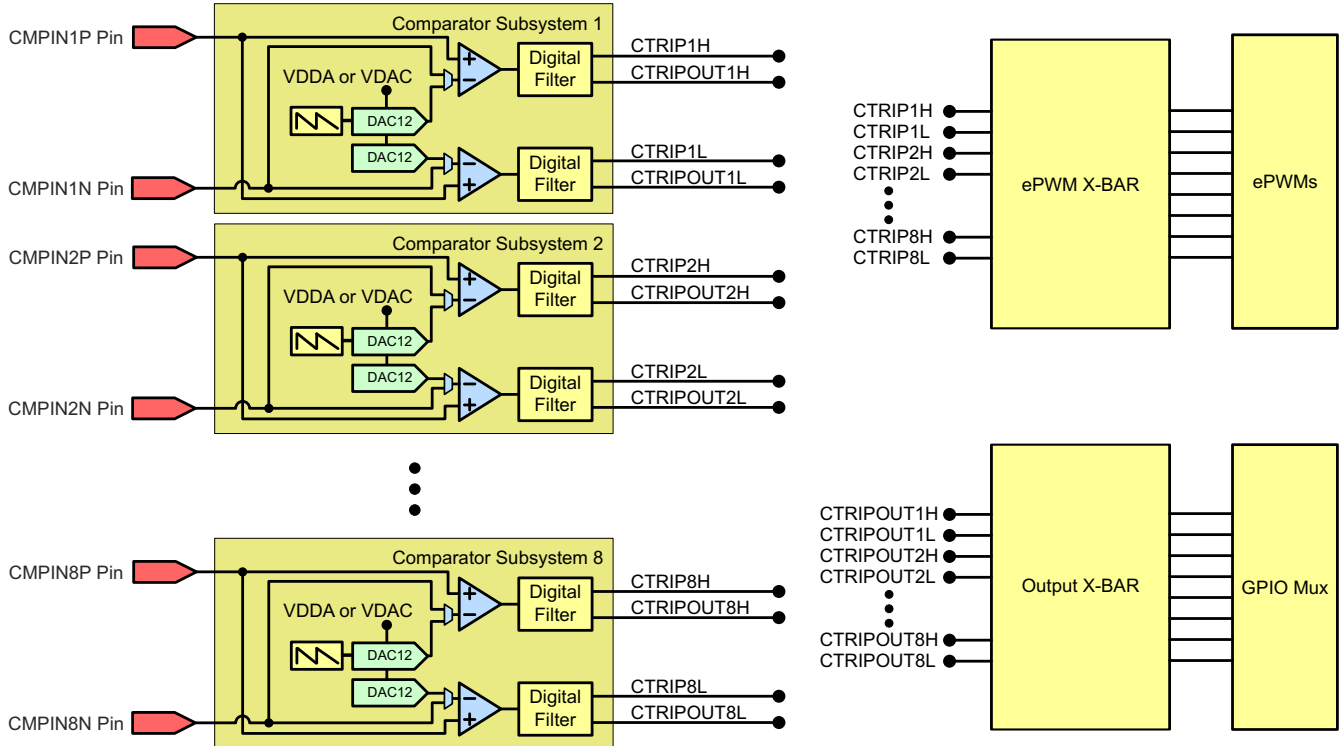 Comparator Subsystem 1
CMPIN1P Pin
VDDA or VDAC
DAC12
DAC12
Digital
Filter
Digital
Filter
CTRIP1H
CTRIPOUT1H
CTRIP1L
CTRIPOUT1L
CMPIN1N Pin
Comparator Subsystem 2
CMPIN2P Pin
VDDA or VDAC
DAC12
DAC12
Digital
Filter
Digital
Filter
CTRIP2H
CTRIPOUT2H
CTRIP2L
CTRIPOUT2L
CMPIN2N Pin
Comparator Subsystem 8
CMPIN8P Pin
VDDA or VDAC
DAC12
DAC12
Digital
Filter
Digital
Filter
CTRIP8H
CTRIPOUT8H
CTRIP8L
CTRIPOUT8L
CMPIN8N Pin
CTRIP1H
CTRIP1L
CTRIP2H
CTRIP2L
CTRIP8H
CTRIP8L
ePWM X-BAR
ePWMs
CTRIPOUT1H
CTRIPOUT1L
CTRIPOUT2H
CTRIPOUT2L
CTRIPOUT8H
CTRIPOUT8L
Output X-BAR
GPIO Mux